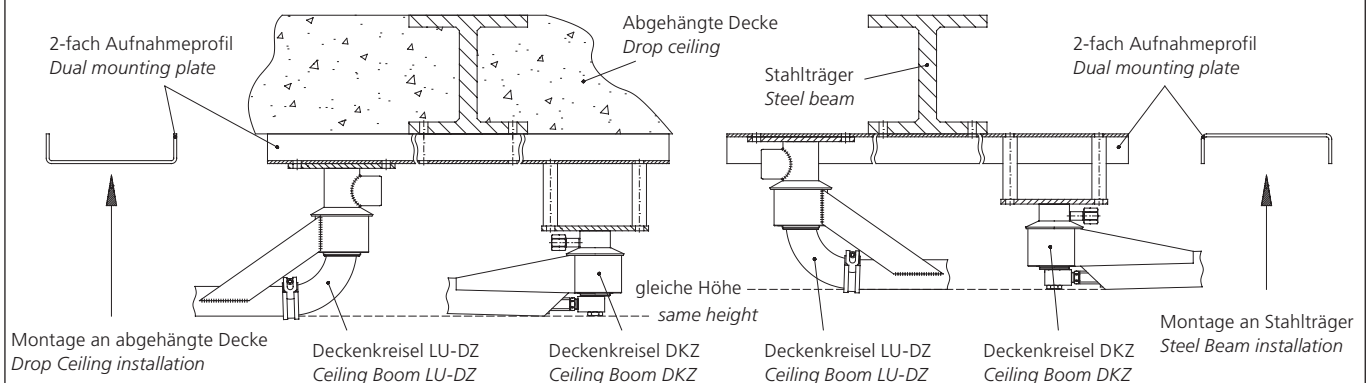 2-fach Aufnahmeprofil
Dual mounting plate
Abgehängte Decke
Drop ceiling
Stahlträger
Steel beam
2-fach Aufnahmeprofil
Dual mounting plate
gleiche Höhe
same height
Montage an abgehängte Decke
Drop Ceiling installation
Deckenkreisel LU-DZ
Ceiling Boom LU-DZ
Deckenkreisel DKZ
Ceiling Boom DKZ
Deckenkreisel LU-DZ
Ceiling Boom LU-DZ
Deckenkreisel DKZ
Ceiling Boom DKZ
Montage an Stahlträger
Steel Beam installation